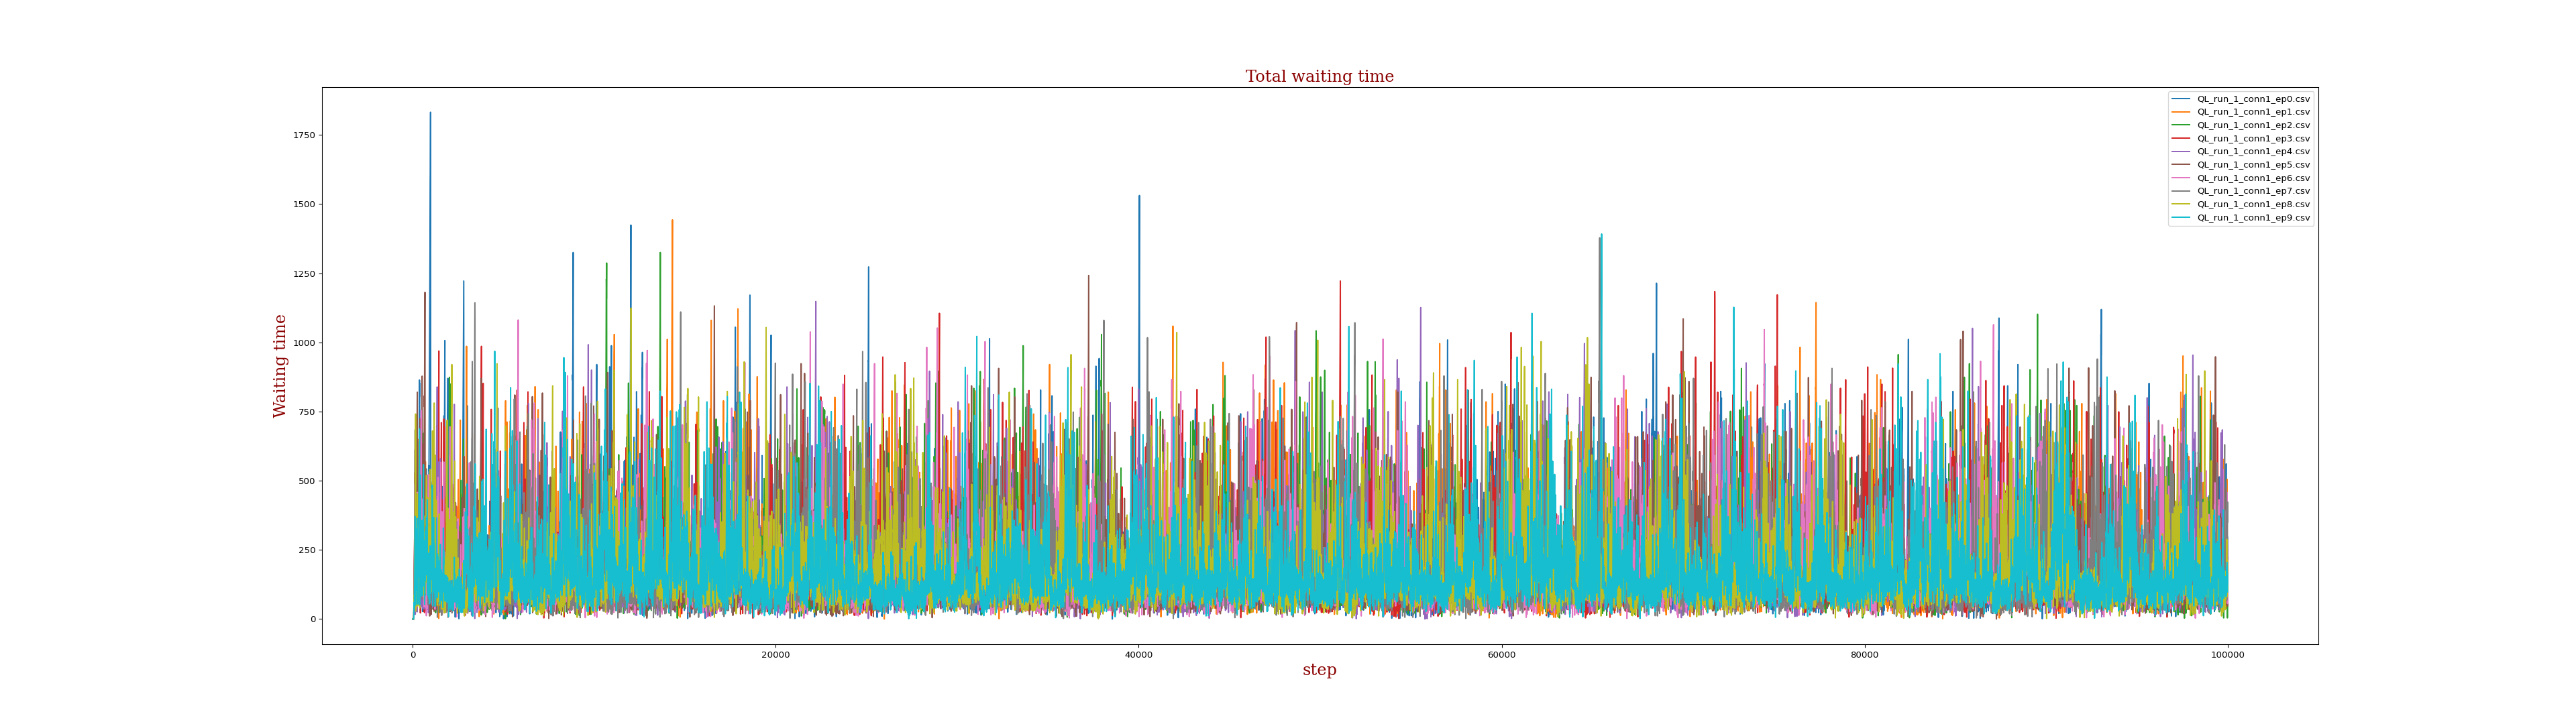 Total waiting time
Waiting time
1750
1500
1250
1000
750
500
250
0
0
20000
40000
60000
80000
100000
step
QL_run_1_conn1_ep0.csv
QL_run_1_conn1_ep1.csv
QL_run_1_conn1_ep2.csv
QL_run_1_conn1_ep3.csv
QL_run_1_conn1_ep4.csv
QL_run_1_conn1_ep5.csv
QL_run_1_conn1_ep6.csv
QL_run_1_conn1_ep7.csv
QL_run_1_conn1_ep8.csv
QL_run_1_conn1_ep9.csv